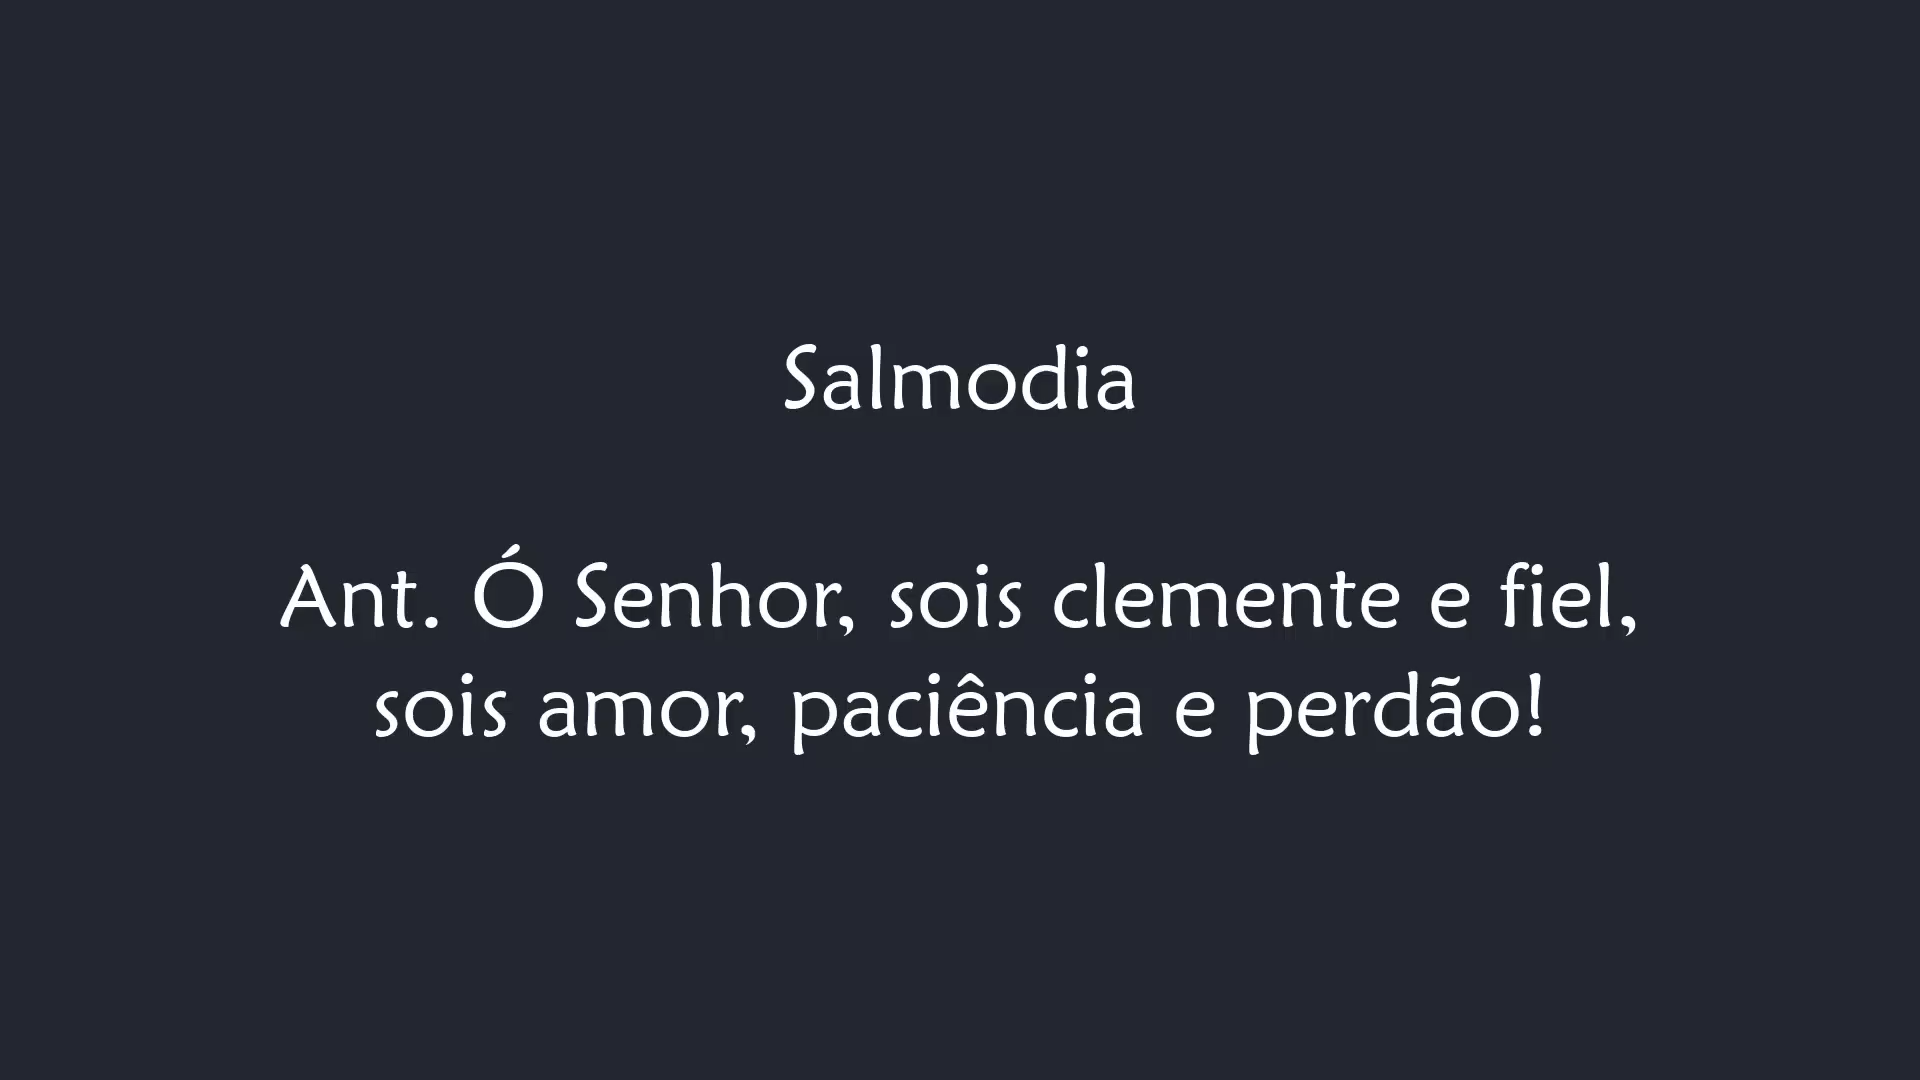 Salmodia
Ant. Ó Senhor, sois clemente e fiel,
sois amor, paciência e perdão!